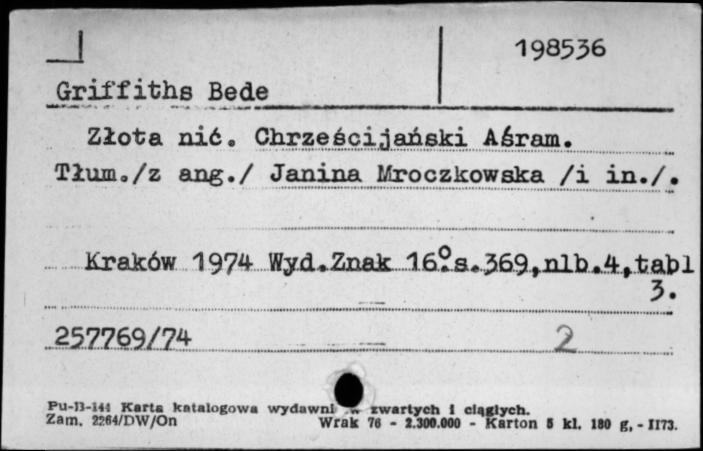 198536
Griffiths Bede
Złota nić. Chrześcijański Aśram.
Tłum./z ang./ Janina Mroczkowska /i in./.
Kraków 1974 Wyd.Znak 16°.s.369,nlb.4,tabl
3.
257769/74 2
Pu-B-144 Karta katalogowa wydawni w zwartych i ciągłych.
Zam. 2264/DW/On Wrak 76 - 2.300.000 - Karton 5 kl. 180 g, - II73.